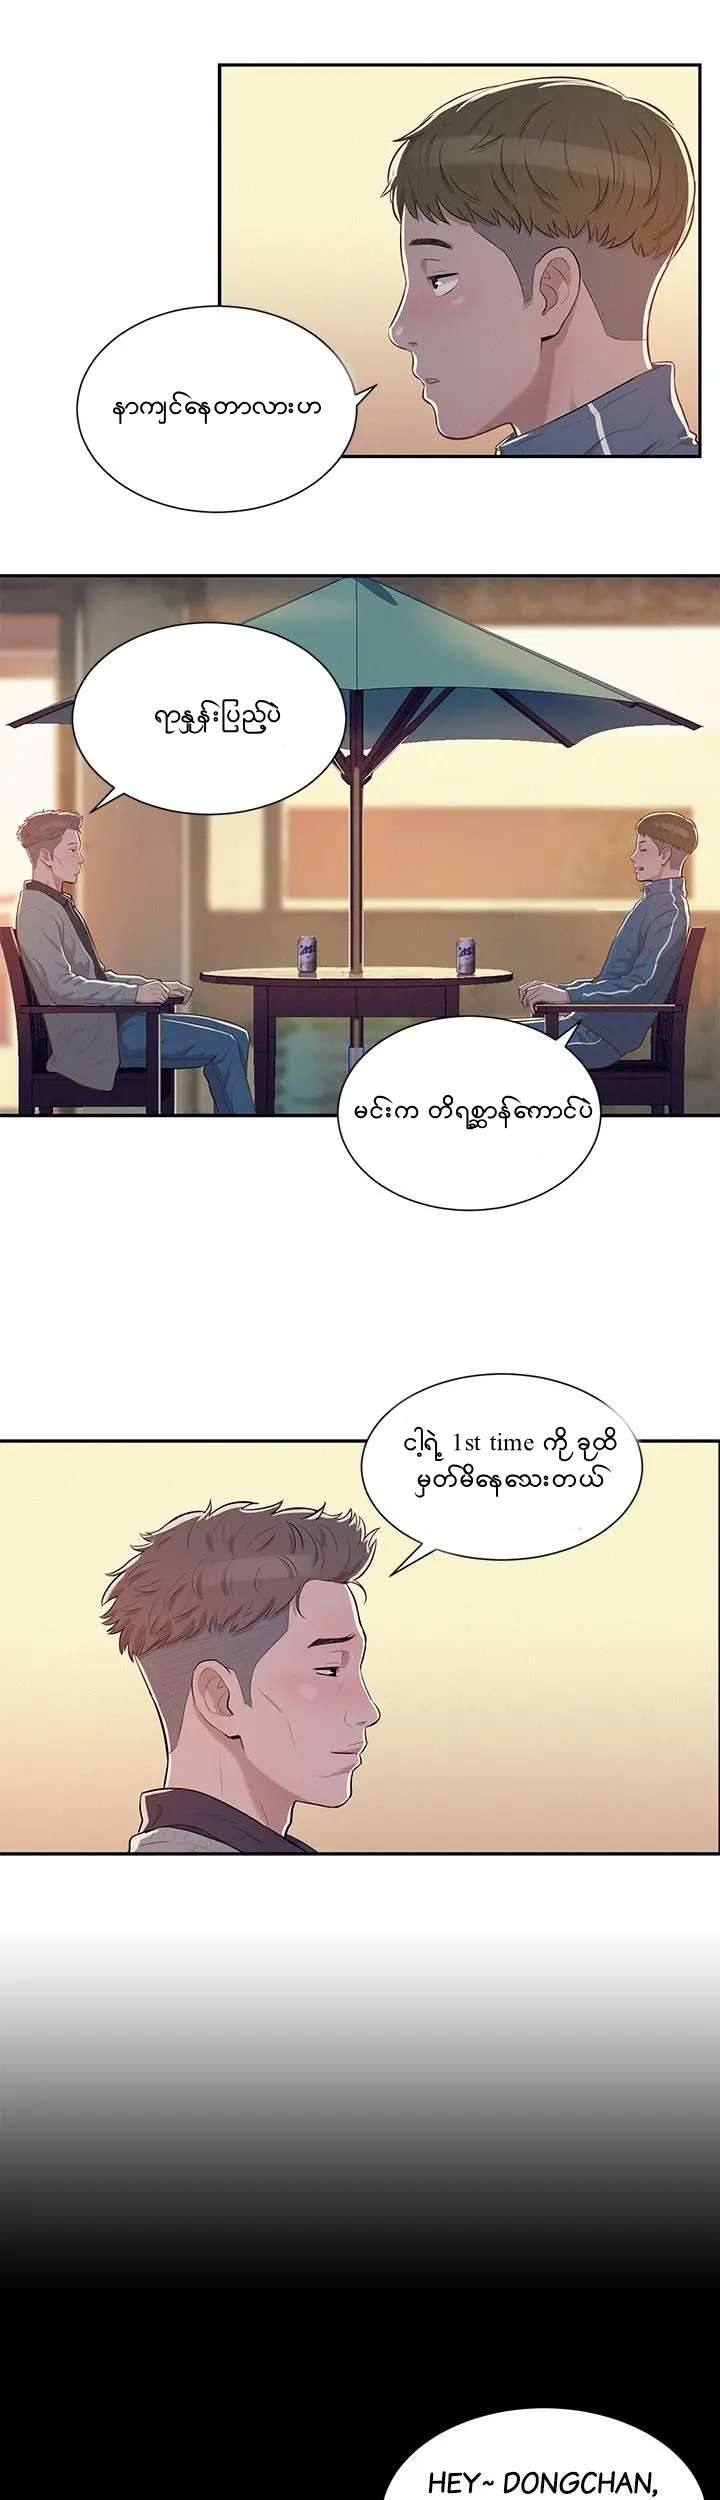 နာကျင်နေတာလားဟ
ရာနှုန်းပြည့်ပဲ
မင်းက တိရစ္ဆာန်ကောင်ပဲ
ငါ့ရဲ့ 1st time ကို ခုထိ
မှတ်မိနေသေးတယ်
HEY~ DONGCHAN,